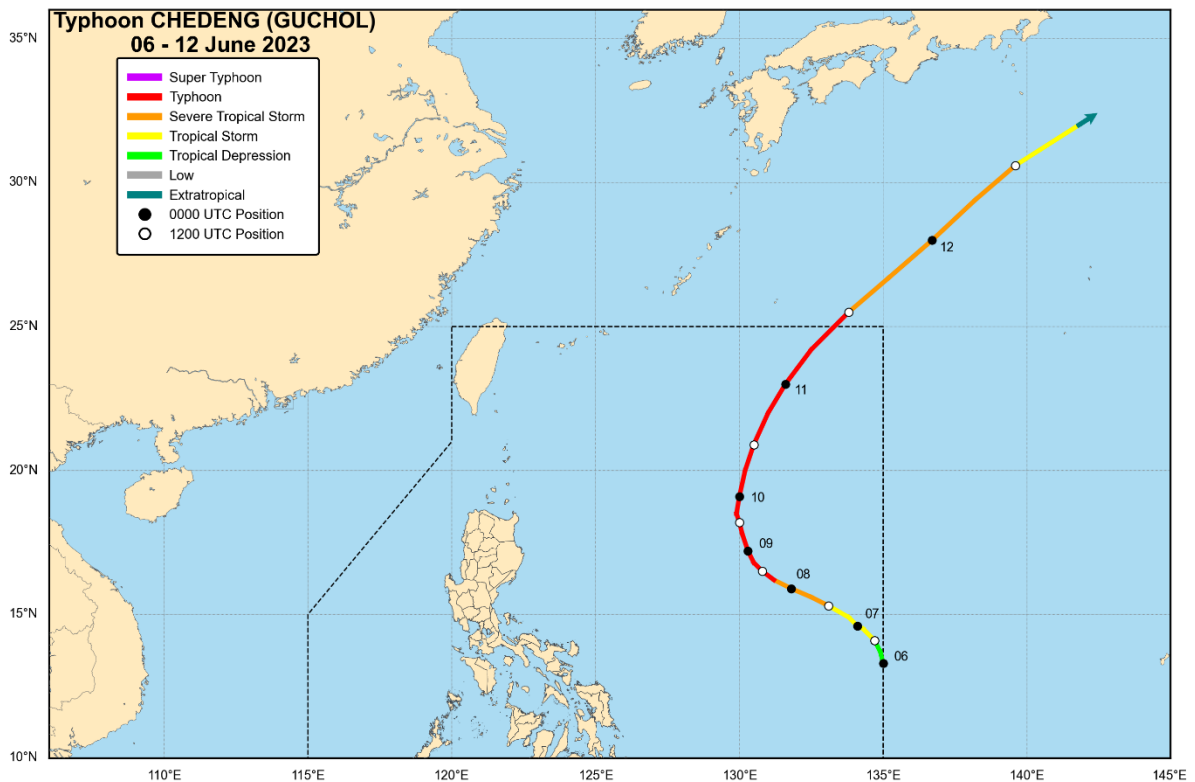 Typhoon CHEDENG (GUCHOL)
06 - 12 June 2023
Super Typhoon
Typhoon
Severe Tropical Storm
Tropical Storm
Tropical Depression
Low
Extratropical
0000 UTC Position
1200 UTC Position
35°N
30°N
25°N
20°N
15°N
10°N
12
11
10
09
08
07
06
110°E
115°E
120°E
125°E
130°E
135°E
140°E
145°E